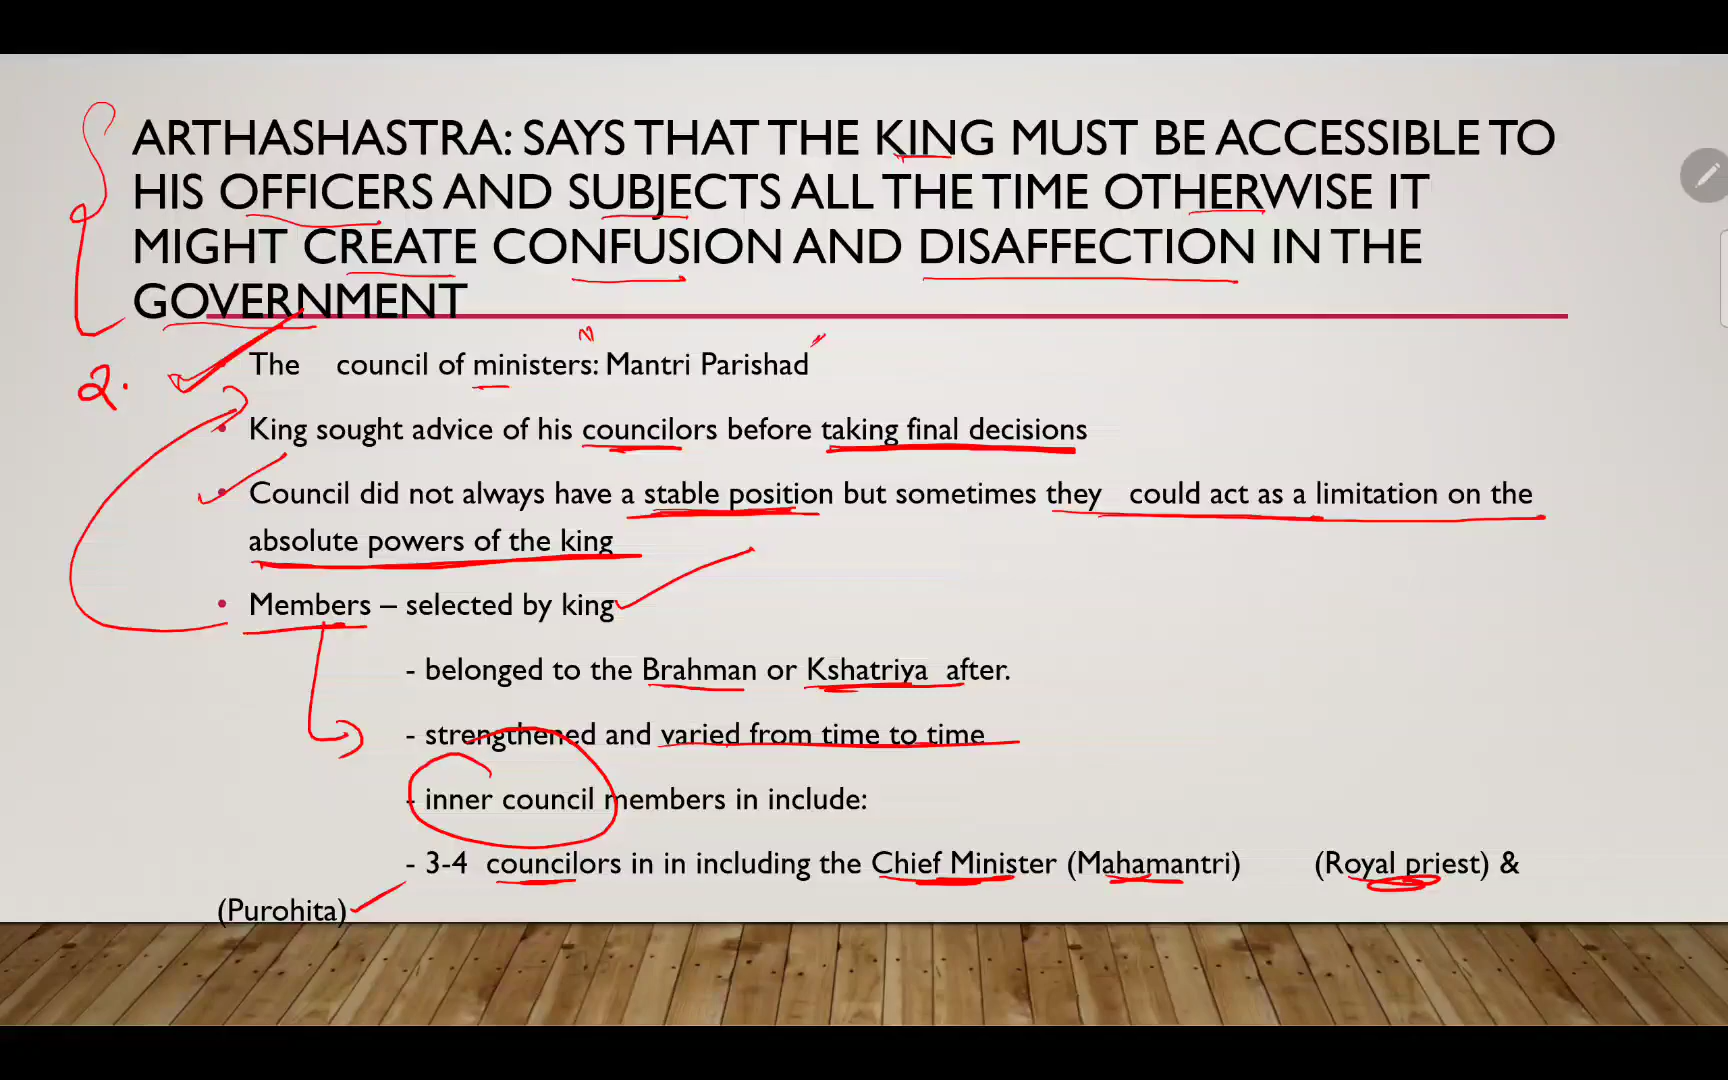 ARTHASHASTRA: SAYS THAT THE KING MUST BE ACCESSIBLE TO
HIS OFFICERS AND SUBJECTS ALL THE TIME OTHERWISE IT
MIGHT CREATE CONFUSION AND DISAFFECTION IN THE
GOVERNMENT
2.
The council of ministers: Mantri Parishad
• King sought advice of his councilors before taking final decisions
• Council did not always have a stable position but sometimes they could act as a limitation on the
absolute powers of the king
• Members – selected by king
- belonged to the Brahman or Kshatriya after.
- strengthened and varied from time to time
- inner council members in include:
- 3-4 councilors in in including the Chief Minister (Mahamantri) (Royal priest) &
(Purohita)